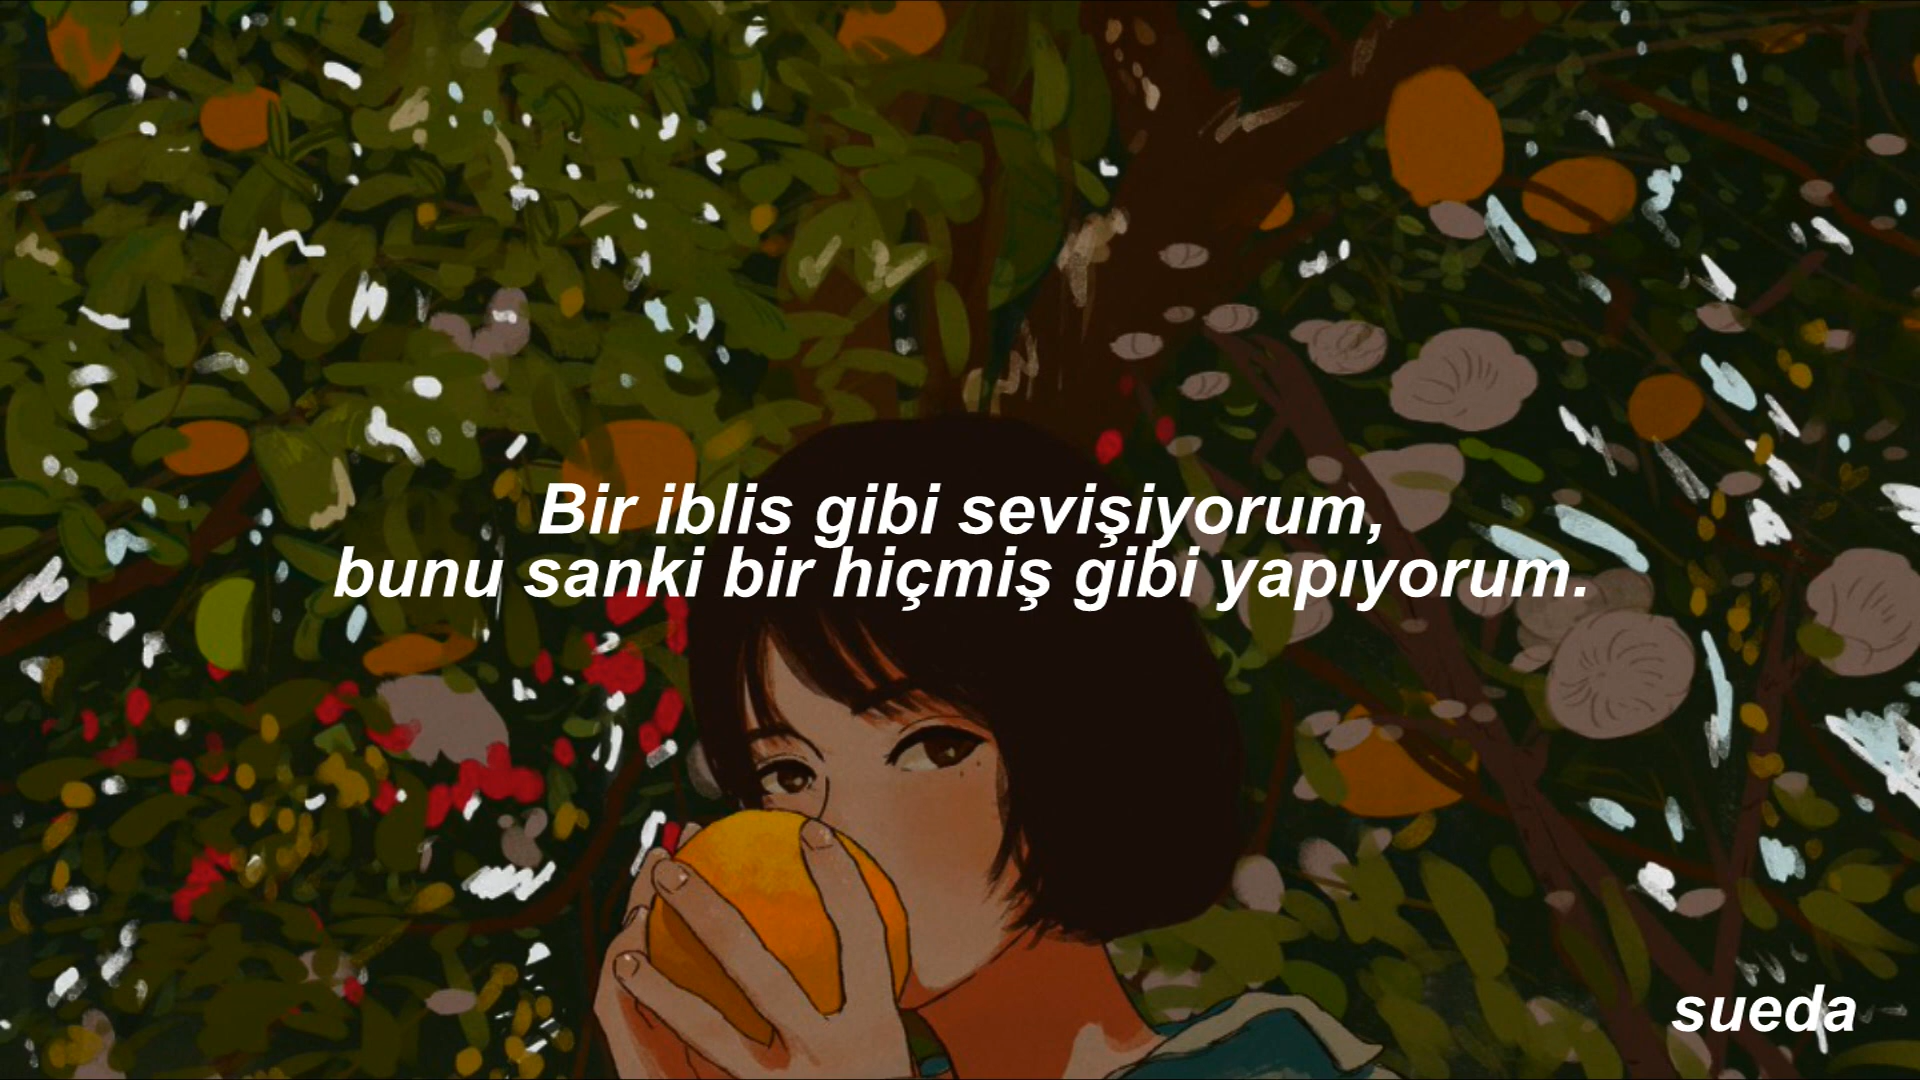 Bir iblis gibi sevişiyorum,
bunu sanki bir hiçmiş gibi yapıyorum.
sueda